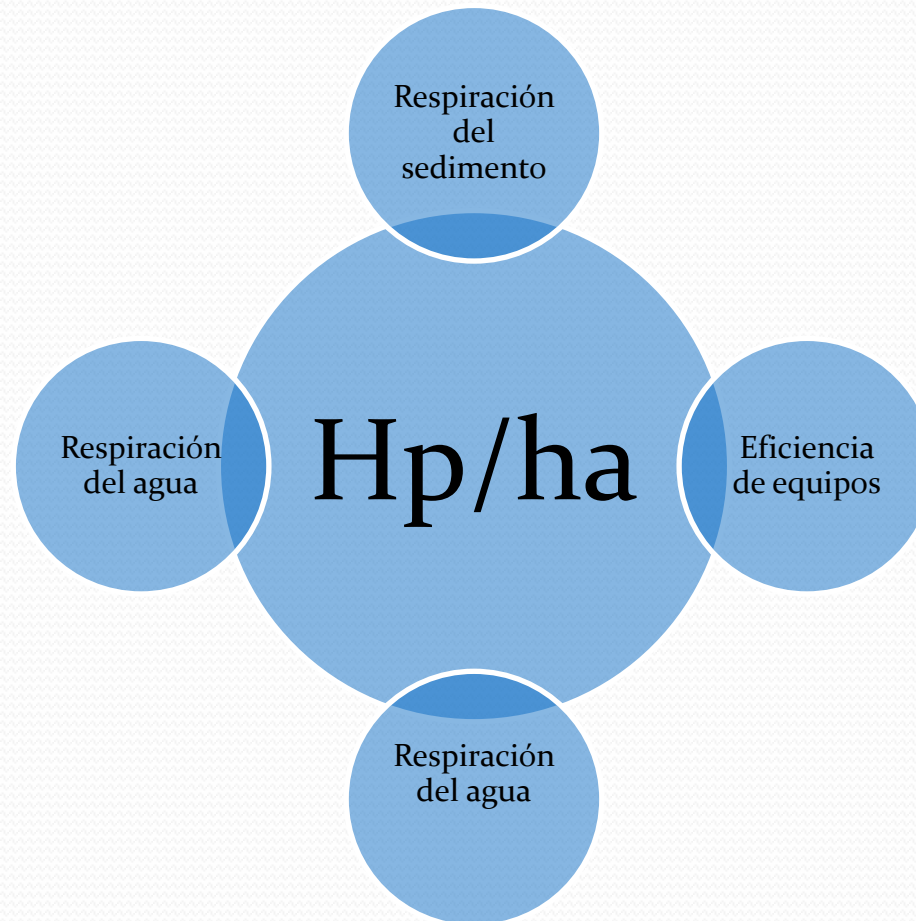 Respiración
del
sedimento
Respiración
del agua
Hp/ha
Eficiencia
de equipos
Respiración
del agua